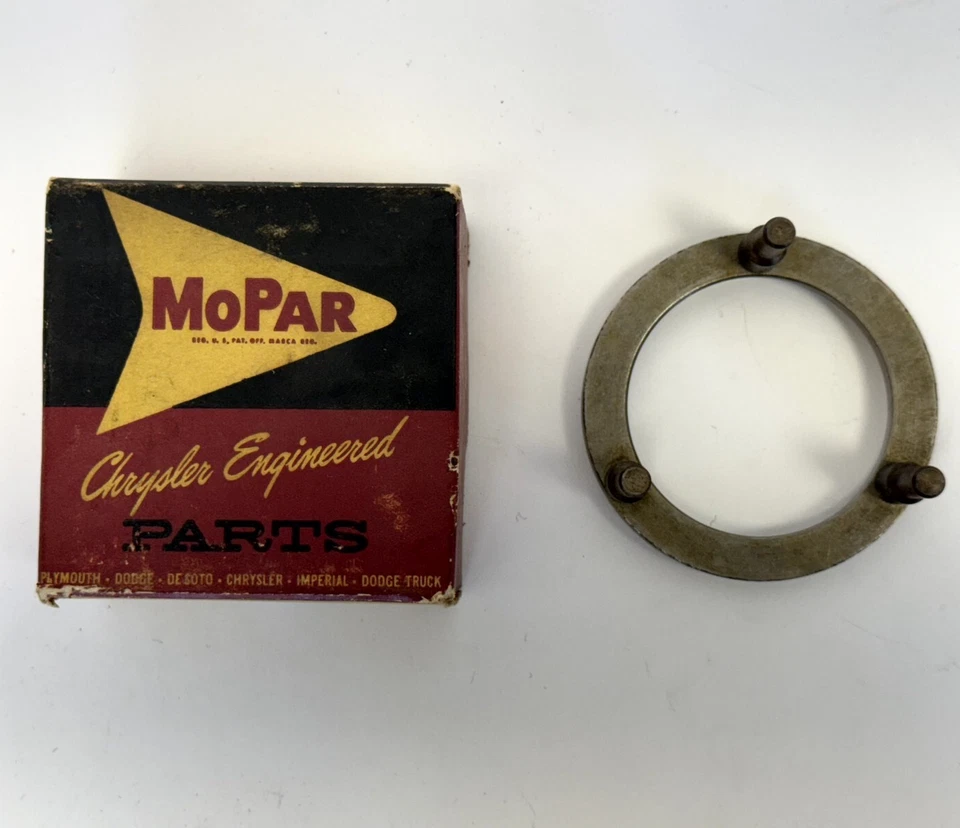 MOPAR
REG. U. S. PAT. OFF. MARCA REG.
Chrysler Engineered
PARTS
PLYMOUTH • DODGE • DE SOTO • CHRYSLER • IMPERIAL • DODGE TRUCK